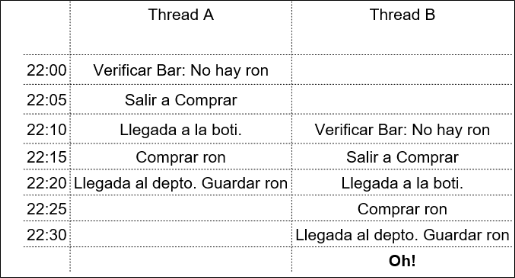 Thread A Thread B
22:00 Verificar Bar: No hay ron
22:05 Salir a Comprar
22:10 Llegada a la boti. Verificar Bar: No hay ron
22:15 Comprar ron Salir a Comprar
22:20 Llegada al depto. Guardar ron Llegada a la boti.
22:25 Comprar ron
22:30 Llegada al depto. Guardar ron
Oh!